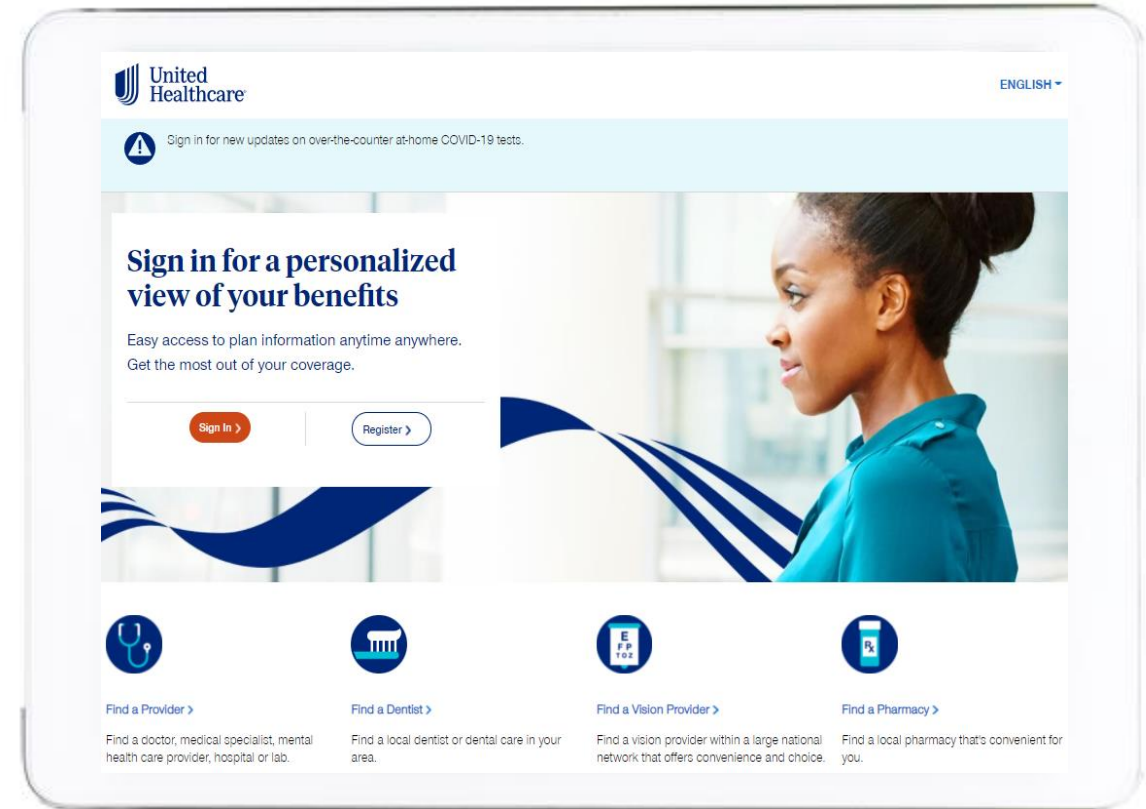 United
Healthcare
ENGLISH
Sign in for new updates on over-the-counter at-home COVID-19 tests.
Sign in for a personalized
view of your benefits
Easy access to plan information anytime anywhere.
Get the most out of your coverage.
Sign In >
Register >
E
F P
T O Z
Rx
Find a Provider >
Find a Dentist >
Find a Vision Provider >
Find a Pharmacy >
Find a doctor, medical specialist, mental
health care provider, hospital or lab.
Find a local dentist or dental care in your
area.
Find a vision provider within a large national
network that offers convenience and choice.
Find a local pharmacy that's convenient for
you.